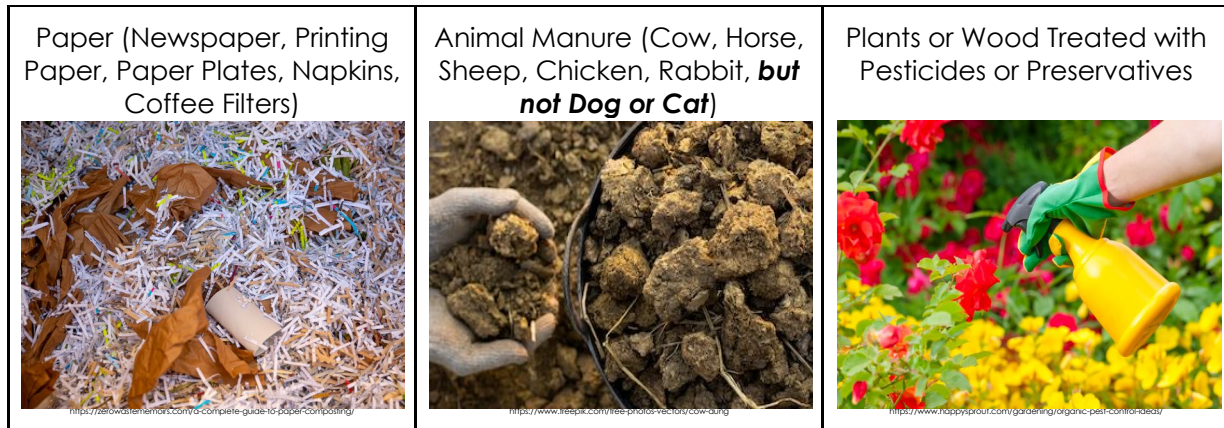 Paper (Newspaper, Printing
Paper, Paper Plates, Napkins,
Coffee Filters)
https://zerowastememoirs.com/a-complete-guide-to-paper-composting/
Animal Manure (Cow, Horse,
Sheep, Chicken, Rabbit, but
not Dog or Cat)
https://www.freepik.com/free-photos-vectors/cow-dung
Plants or Wood Treated with
Pesticides or Preservatives
https://www.happysprout.com/gardening/organic-pest-control-ideas/